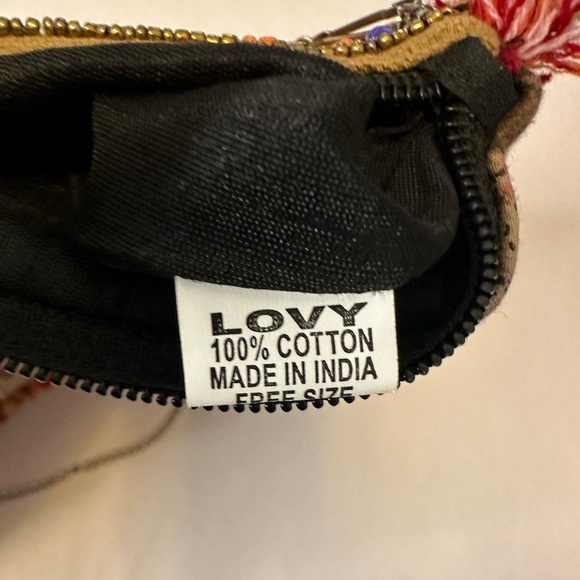 LOVY
100% COTTON
MADE IN INDIA
FREE SIZE